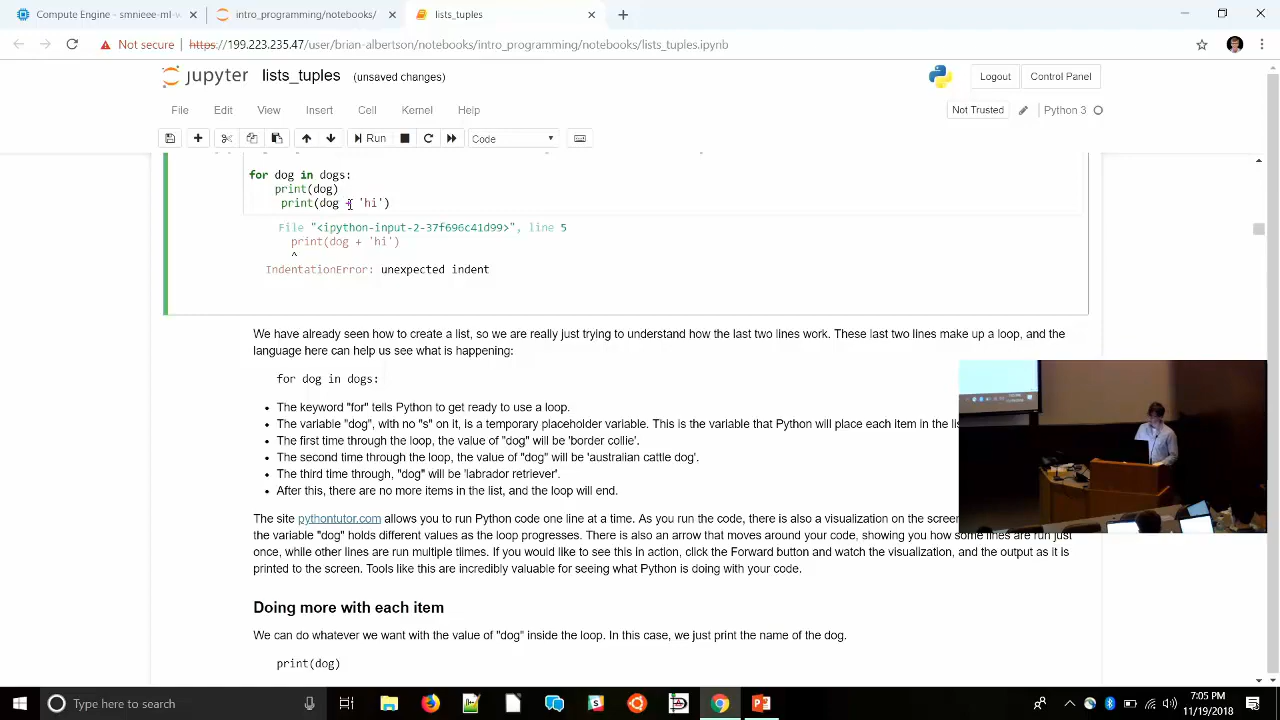 Compute Engine - smnieee-ml-w
intro_programming/notebooks/
lists_tuples
Not secure
https://199.223.235.47/user/brian-albertson/notebooks/intro_programming/notebooks/lists_tuples.ipynb
jupyter lists_tuples (unsaved changes)
Logout
Control Panel
File Edit View Insert Cell Kernel Help
Not Trusted
Python 3
Run
Code
for dog in dogs:
print(dog)
print(dog + 'hi')
File "<ipython-input-2-37f696c41d99>", line 5
print(dog + 'hi')
^
IndentationError: unexpected indent
We have already seen how to create a list, so we are really just trying to understand how the last two lines work. These last two lines make up a loop, and the
language here can help us see what is happening:
for dog in dogs:
• The keyword "for" tells Python to get ready to use a loop.
• The variable "dog", with no "s" on it, is a temporary placeholder variable. This is the variable that Python will place each item in the
• The first time through the loop, the value of "dog" will be 'border collie'.
• The second time through the loop, the value of "dog" will be 'australian cattle dog'.
• The third time through, "dog" will be 'labrador retriever'.
• After this, there are no more items in the list, and the loop will end.
The site pythontutor.com allows you to run Python code one line at a time. As you run the code, there is also a visualization on the
the variable "dog" holds different values as the loop progresses. There is also an arrow that moves around your code, showing you how some lines are run just
once, while other lines are run multiple tiimes. If you would like to see this in action, click the Forward button and watch the visualization, and the output as it is
printed to the screen. Tools like this are incredibly valuable for seeing what Python is doing with your code.
Doing more with each item
We can do whatever we want with the value of "dog" inside the loop. In this case, we just print the name of the dog.
print(dog)
Type here to search
7:05 PM
11/19/2018